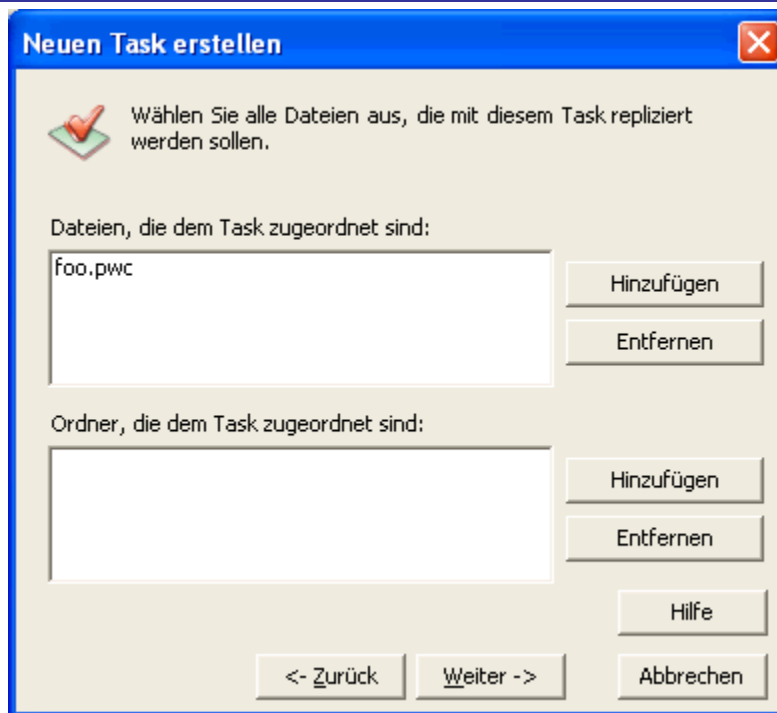 Neuen Task erstellen
Wählen Sie alle Dateien aus, die mit diesem Task repliziert
werden sollen.
Dateien, die dem Task zugeordnet sind:
foo.pwc
Hinzufügen
Entfernen
Ordner, die dem Task zugeordnet sind:
Hinzufügen
Entfernen
Hilfe
<- Zurück
Weiter ->
Abbrechen